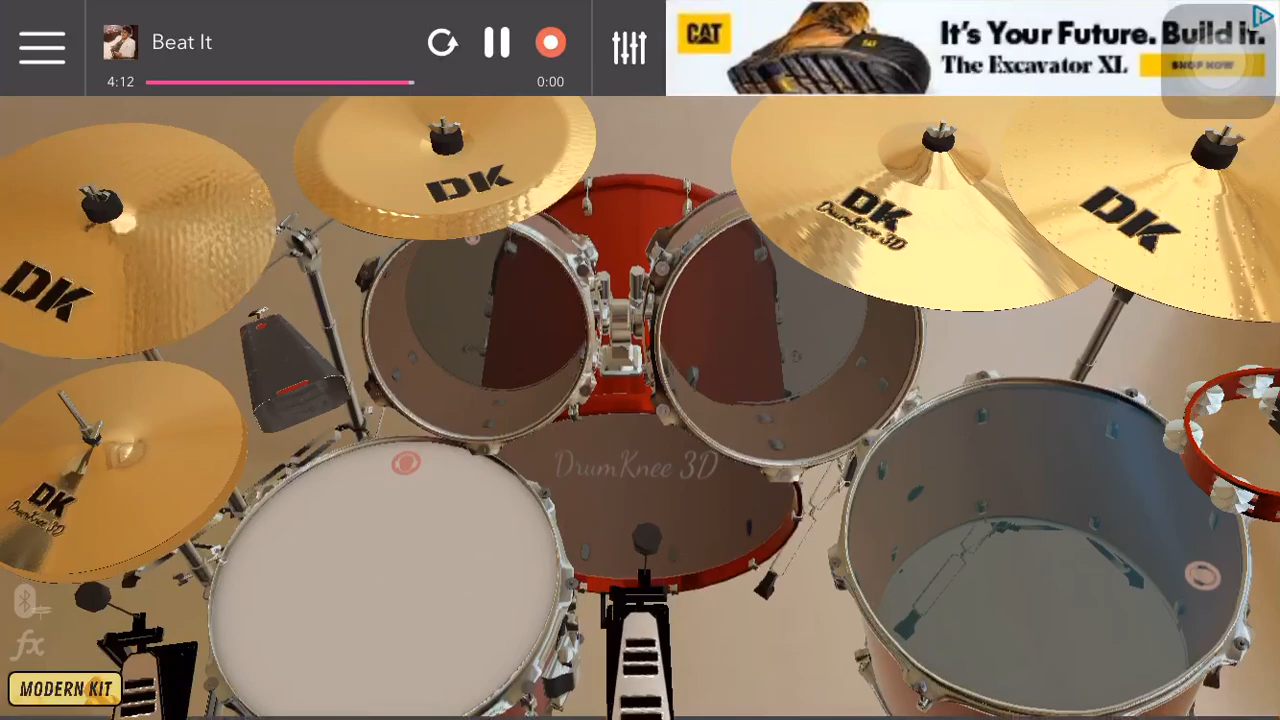 Beat It
4:12
0:00
CAT
It's Your Future. Build it.
The Excavator XL
SHOP NOW
CAT
DK
DK
DK
DrumKnee 3D
DK
DK
DrumKnee 3D
DrumKnee 3D
fx
MODERN KIT